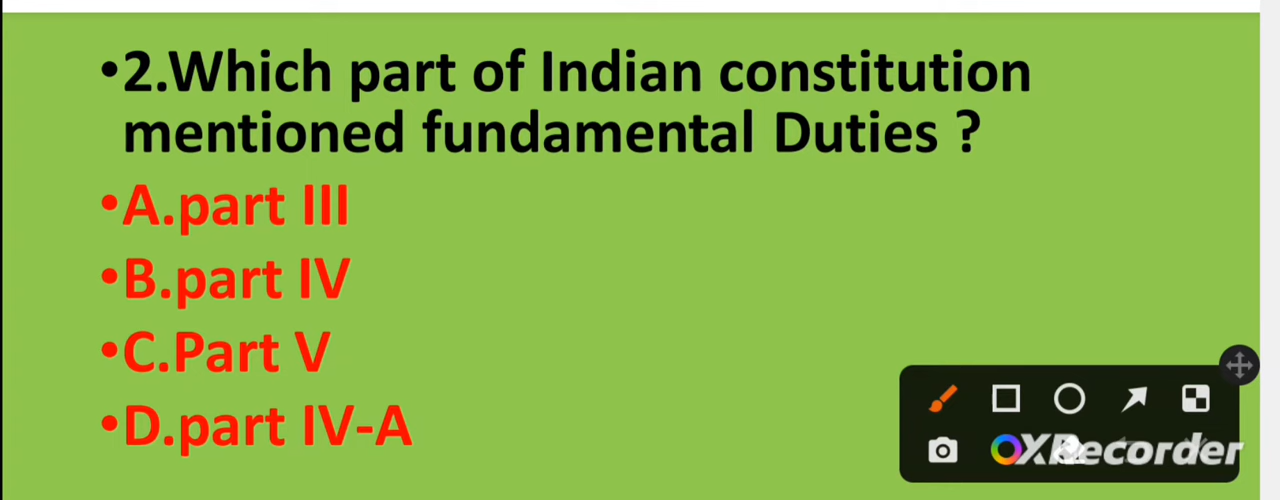 •2.Which part of Indian constitution
mentioned fundamental Duties ?
•A.part III
•B.part IV
•C.Part V
•D.part IV-A
XRecorder